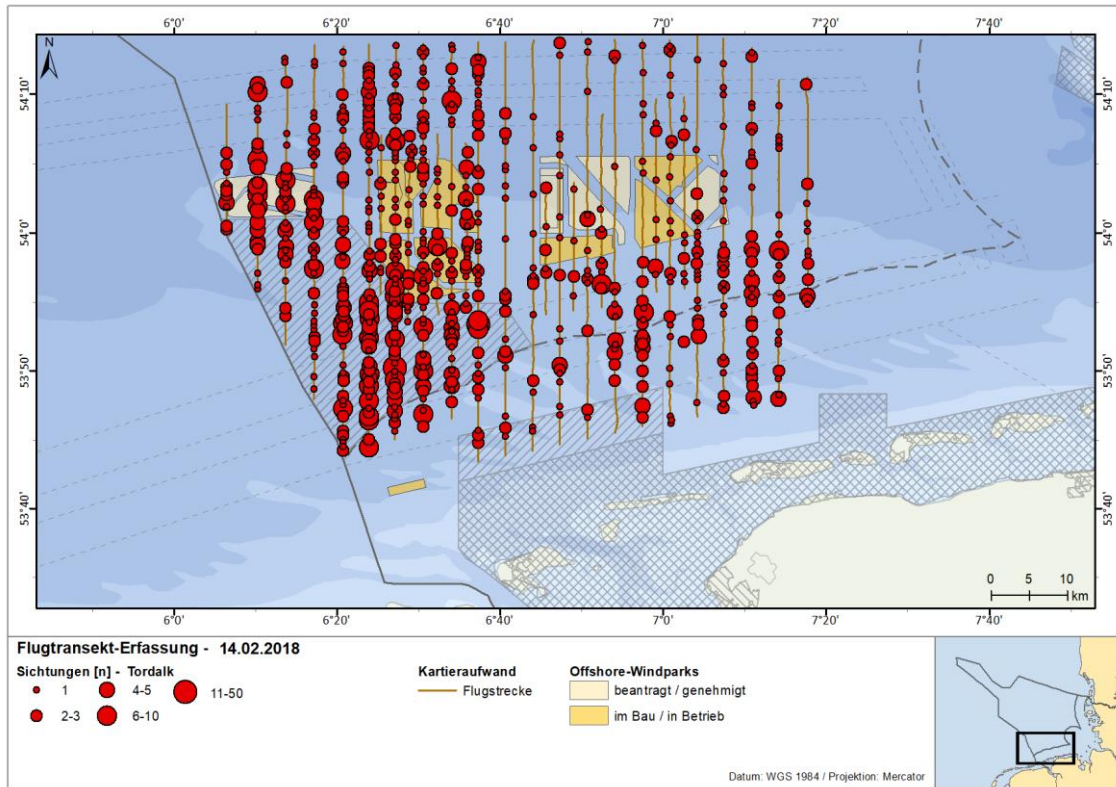 6°0' 6°20' 6°40' 7°0' 7°20' 7°40'
N
54°10' 54°10'
54°0' 54°0'
53°50' 53°50'
53°40' 53°40'
0 5 10
km
6°0' 6°20' 6°40' 7°0' 7°20' 7°40'
Flugtransekt-Erfassung - 14.02.2018
Sichtungen [n] - Tordalk
1 4-5 11-50
2-3 6-10
Kartieraufwand
Flugstrecke
Offshore-Windparks
beantragt / genehmigt
im Bau / in Betrieb
Datum: WGS 1984 / Projektion: Mercator